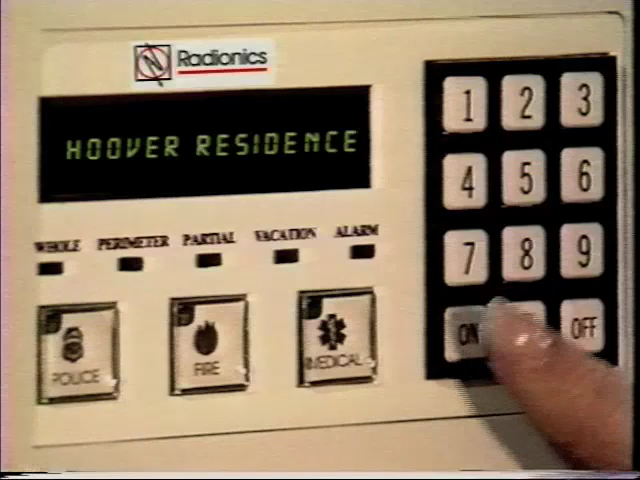 Radionics
HOOVER RESIDENCE
WHOLE PERIMETER PARTIAL VACATION ALARM
POLICE FIRE MEDICAL
1 2 3
4 5 6
7 8 9
ON OFF